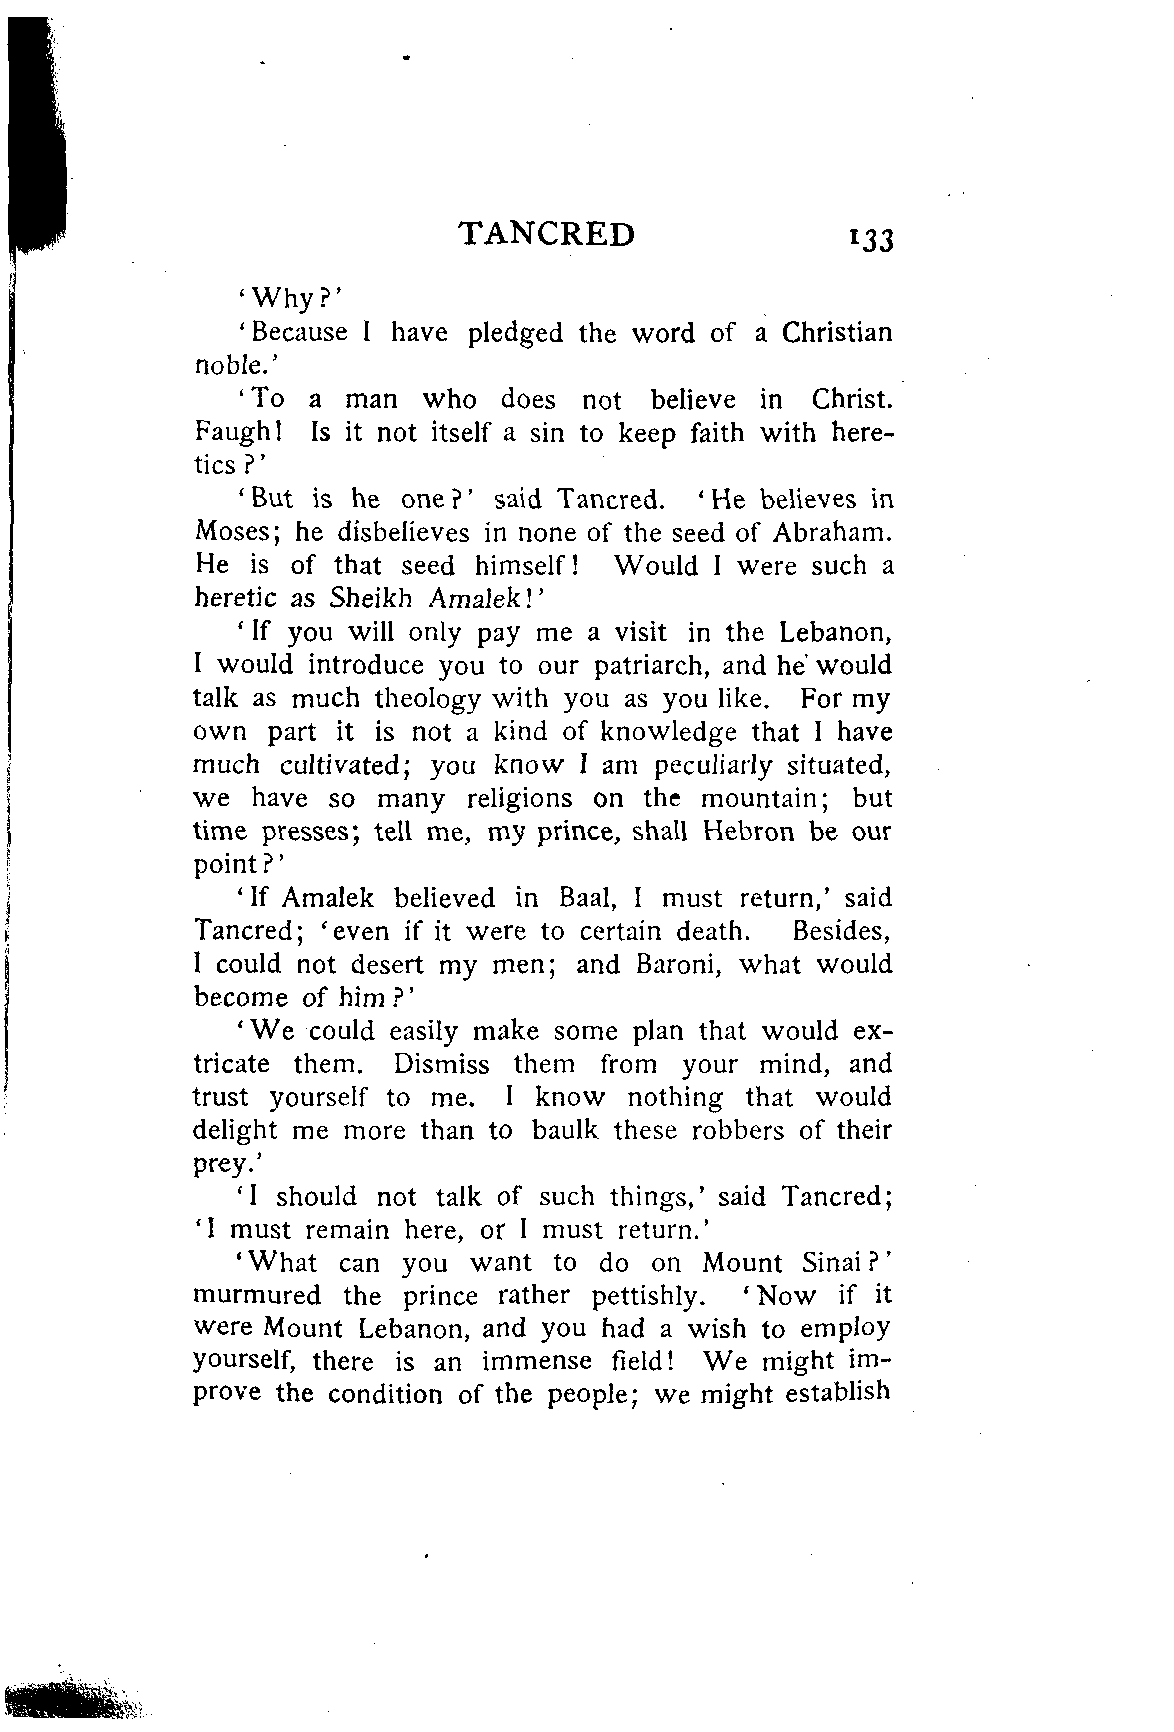 TANCRED 133
‘Why?’
‘Because I have pledged the word of a Christian
noble.’
‘To a man who does not believe in Christ.
Faugh! Is it not itself a sin to keep faith with here-
tics?’
‘But is he one?’ said Tancred. ‘He believes in
Moses; he disbelieves in none of the seed of Abraham.
He is of that seed himself! Would I were such a
heretic as Sheikh Amalek!’
‘If you will only pay me a visit in the Lebanon,
I would introduce you to our patriarch, and he would
talk as much theology with you as you like. For my
own part it is not a kind of knowledge that I have
much cultivated; you know I am peculiarly situated,
we have so many religions on the mountain; but
time presses; tell me, my prince, shall Hebron be our
point?’
‘If Amalek believed in Baal, I must return,’ said
Tancred; ‘even if it were to certain death. Besides,
I could not desert my men; and Baroni, what would
become of him?’
‘We could easily make some plan that would ex-
tricate them. Dismiss them from your mind, and
trust yourself to me. I know nothing that would
delight me more than to baulk these robbers of their
prey.’
‘I should not talk of such things,’ said Tancred;
‘I must remain here, or I must return.’
‘What can you want to do on Mount Sinai?’
murmured the prince rather pettishly. ‘Now if it
were Mount Lebanon, and you had a wish to employ
yourself, there is an immense field! We might im-
prove the condition of the people; we might establish